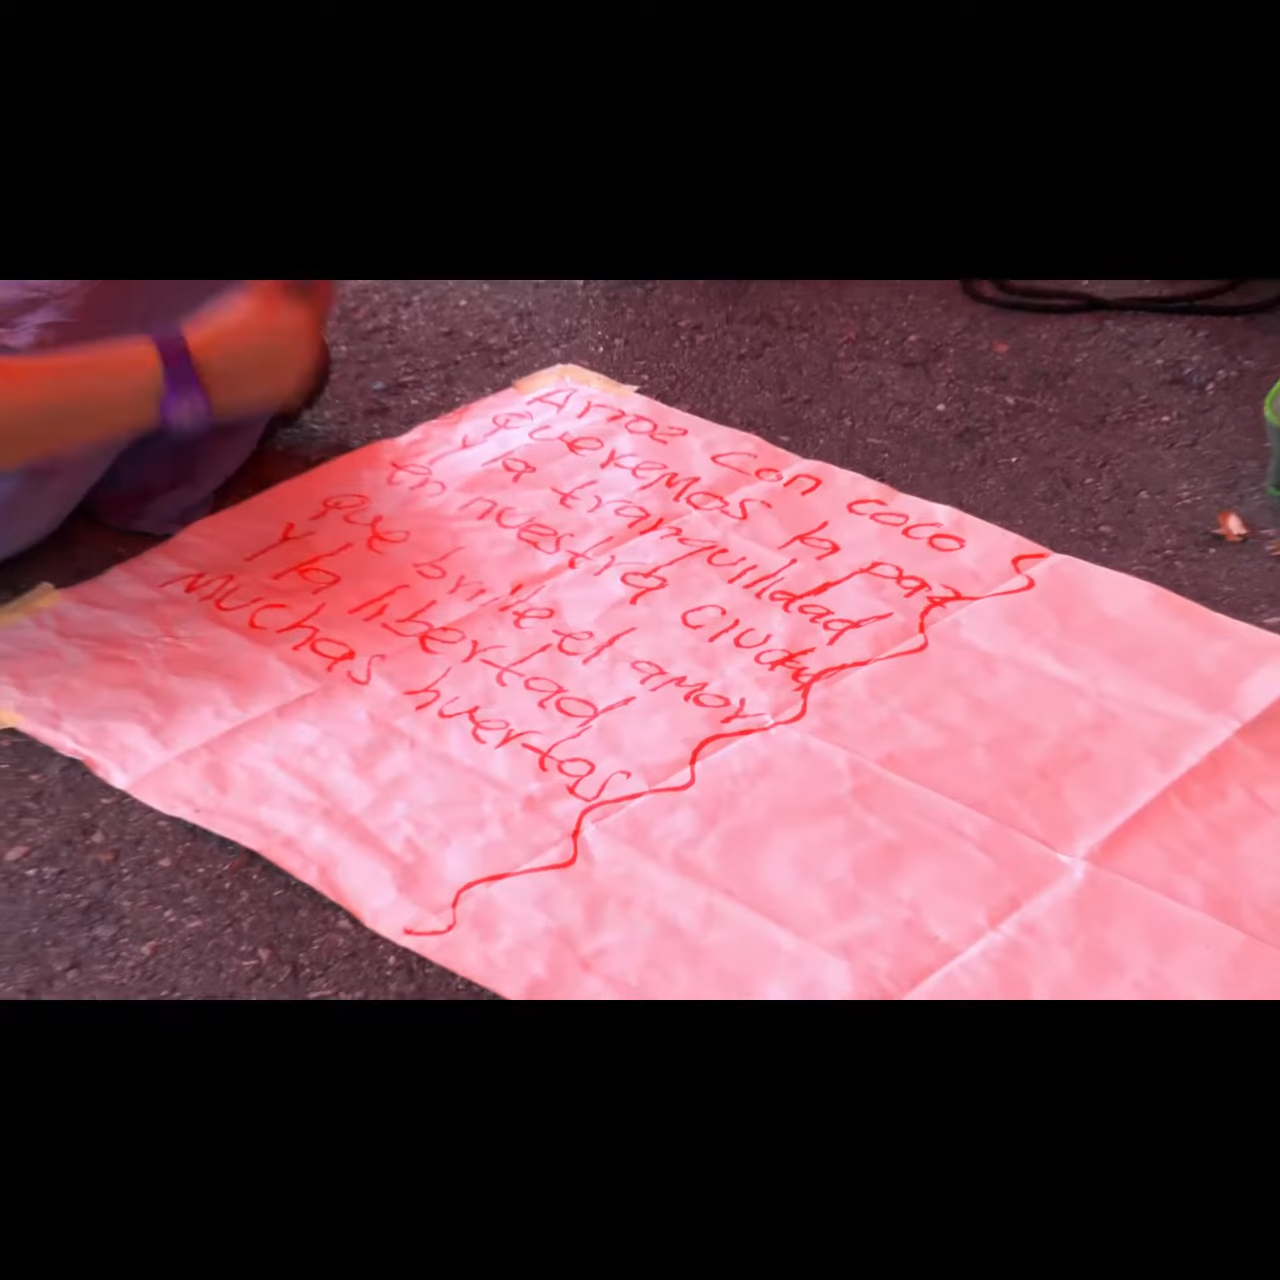 Arroz con coco
queremos la paz
y la tranquilidad
en nuestra ciudad
que brille el amor
y la libertad
Muchas huertas